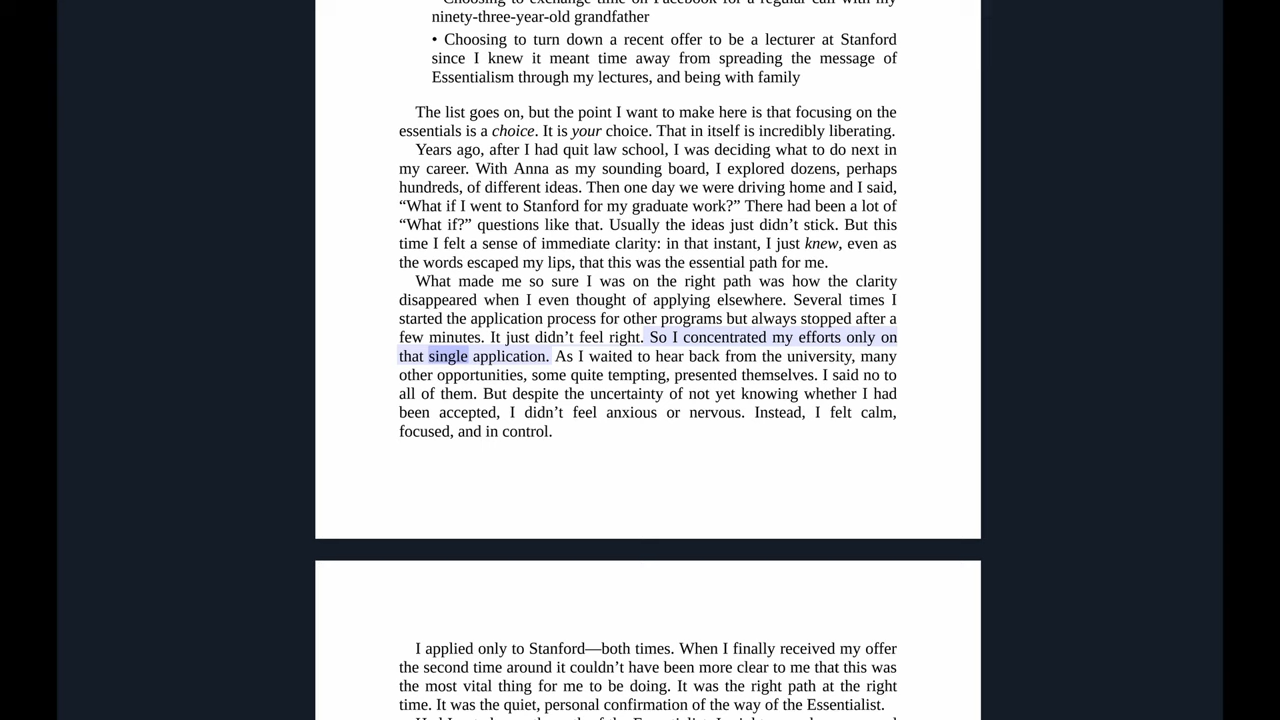 Choosing to exchange time on Facebook for a regular call with my
ninety-three-year-old grandfather
• Choosing to turn down a recent offer to be a lecturer at Stanford
since I knew it meant time away from spreading the message of
Essentialism through my lectures, and being with family
The list goes on, but the point I want to make here is that focusing on the
essentials is a choice. It is your choice. That in itself is incredibly liberating.
Years ago, after I had quit law school, I was deciding what to do next in
my career. With Anna as my sounding board, I explored dozens, perhaps
hundreds, of different ideas. Then one day we were driving home and I said,
“What if I went to Stanford for my graduate work?” There had been a lot of
“What if?” questions like that. Usually the ideas just didn’t stick. But this
time I felt a sense of immediate clarity: in that instant, I just knew, even as
the words escaped my lips, that this was the essential path for me.
What made me so sure I was on the right path was how the clarity
disappeared when I even thought of applying elsewhere. Several times I
started the application process for other programs but always stopped after a
few minutes. It just didn’t feel right. So I concentrated my efforts only on
that single application. As I waited to hear back from the university, many
other opportunities, some quite tempting, presented themselves. I said no to
all of them. But despite the uncertainty of not yet knowing whether I had
been accepted, I didn’t feel anxious or nervous. Instead, I felt calm,
focused, and in control.
I applied only to Stanford—both times. When I finally received my offer
the second time around it couldn’t have been more clear to me that this was
the most vital thing for me to be doing. It was the right path at the right
time. It was the quiet, personal confirmation of the way of the Essentialist.